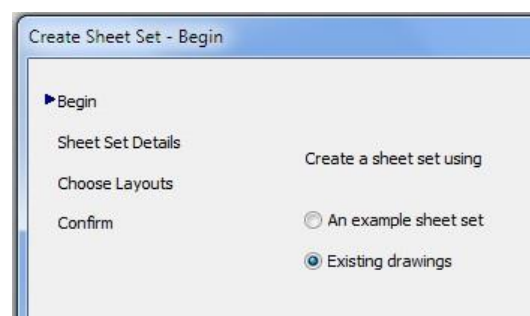 Create Sheet Set - Begin
Begin
Sheet Set Details
Choose Layouts
Confirm
Create a sheet set using
An example sheet set
Existing drawings